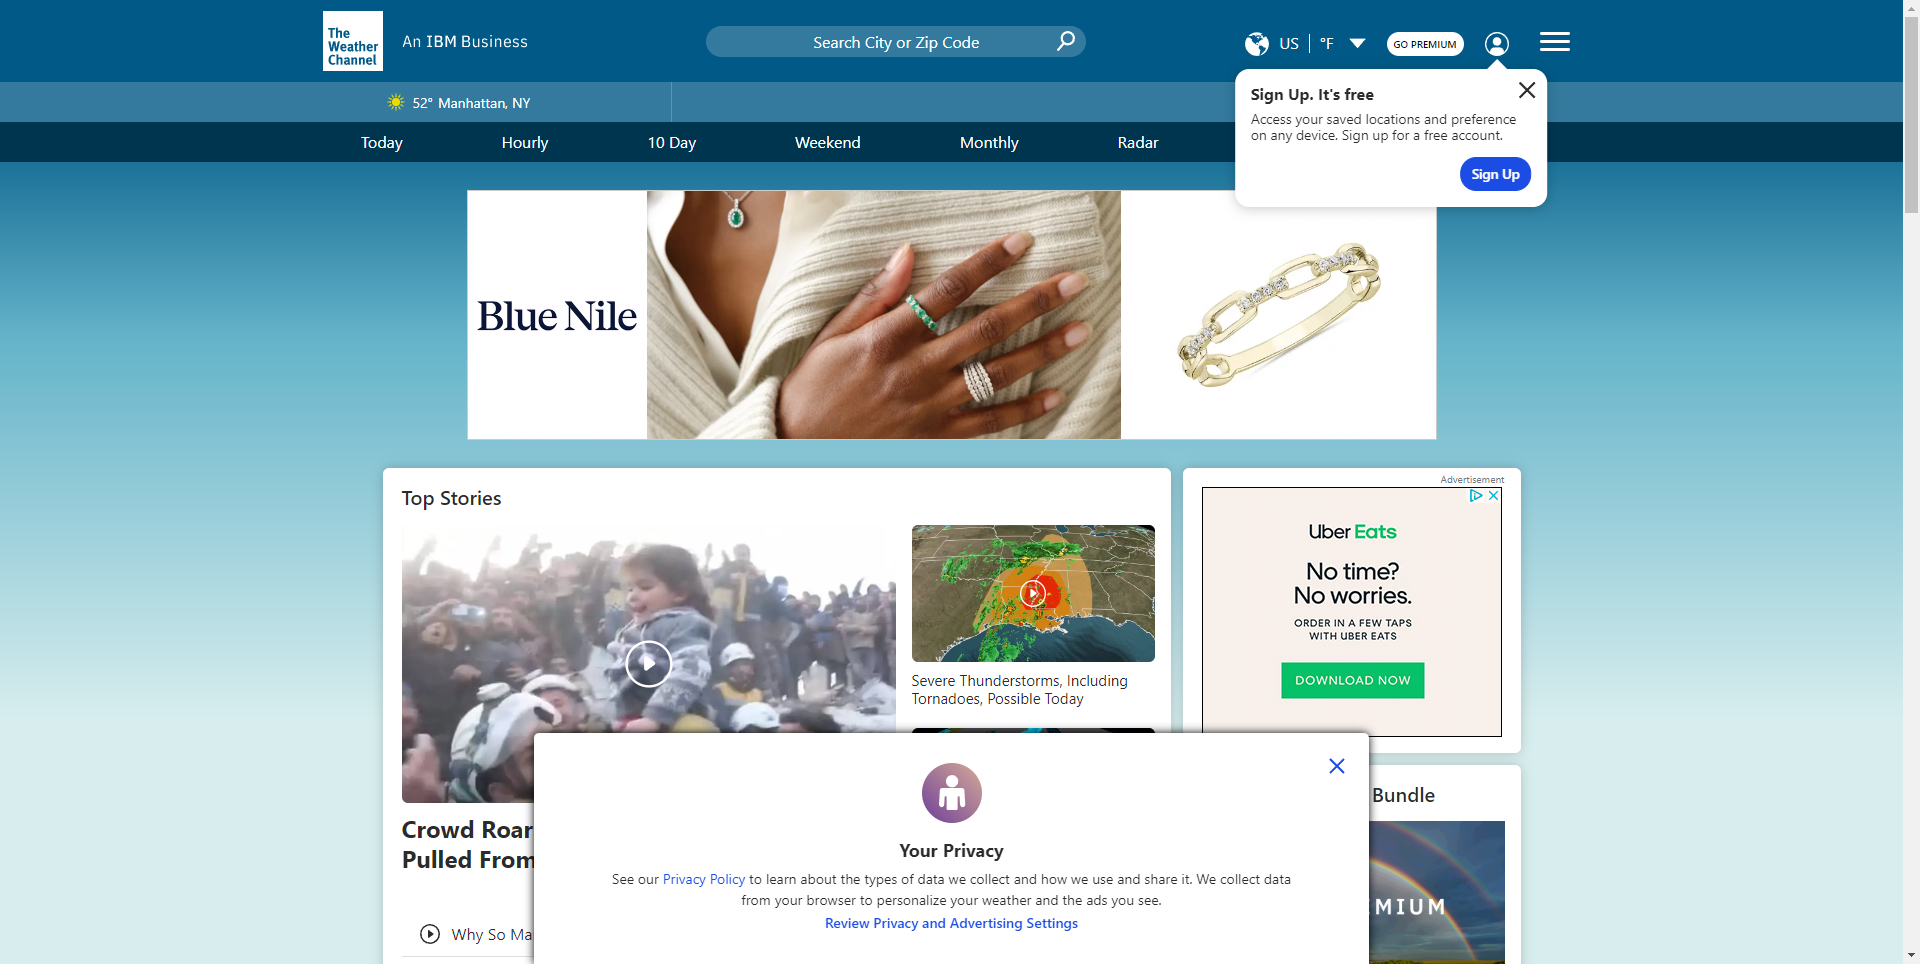 The
Weather
Channel
An IBM Business
Search City or Zip Code
US
°F
GO PREMIUM
52° Manhattan, NY
Sign Up. It's free
Access your saved locations and preference
on any device. Sign up for a free account.
Sign Up
Today
Hourly
10 Day
Weekend
Monthly
Radar
Blue Nile
Top Stories
Severe Thunderstorms, Including
Tornadoes, Possible Today
Crowd Roar
Pulled From
Why So Ma
Advertisement
Uber Eats
No time?
No worries.
ORDER IN A FEW TAPS
WITH UBER EATS
DOWNLOAD NOW
Bundle
MIUM
Your Privacy
See our Privacy Policy to learn about the types of data we collect and how we use and share it. We collect data
from your browser to personalize your weather and the ads you see.
Review Privacy and Advertising Settings